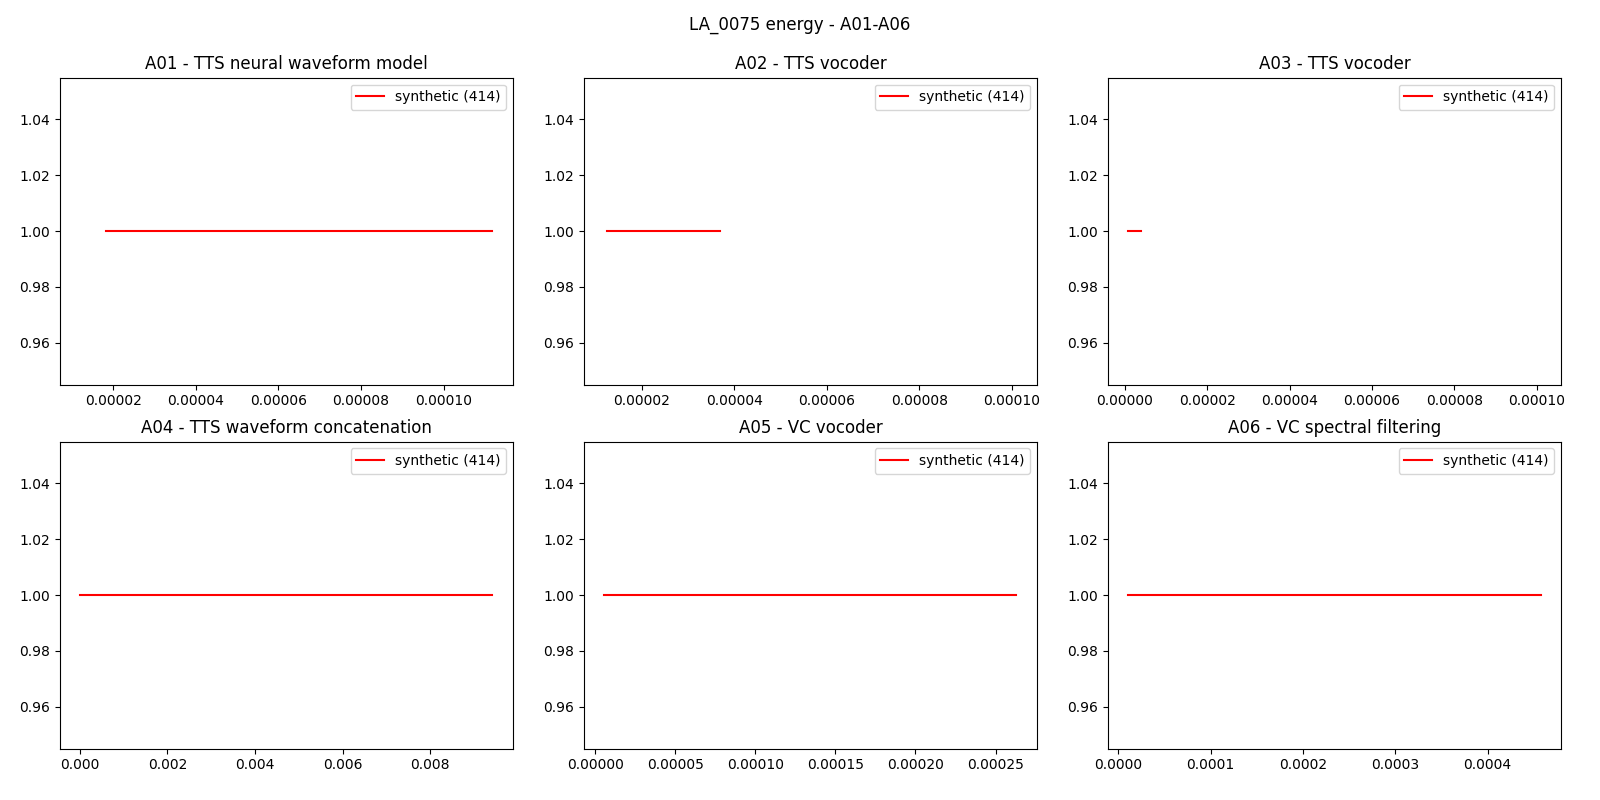 LA_0075 energy - A01-A06
A01 - TTS neural waveform model
synthetic (414)
1.04
1.02
1.00
0.98
0.96
0.00002 0.00004 0.00006 0.00008 0.00010
A02 - TTS vocoder
synthetic (414)
1.04
1.02
1.00
0.98
0.96
0.00002 0.00004 0.00006 0.00008 0.00010
A03 - TTS vocoder
synthetic (414)
1.04
1.02
1.00
0.98
0.96
0.00000 0.00002 0.00004 0.00006 0.00008 0.00010
A04 - TTS waveform concatenation
synthetic (414)
1.04
1.02
1.00
0.98
0.96
0.000 0.002 0.004 0.006 0.008
A05 - VC vocoder
synthetic (414)
1.04
1.02
1.00
0.98
0.96
0.00000 0.00005 0.00010 0.00015 0.00020 0.00025
A06 - VC spectral filtering
synthetic (414)
1.04
1.02
1.00
0.98
0.96
0.0000 0.0001 0.0002 0.0003 0.0004